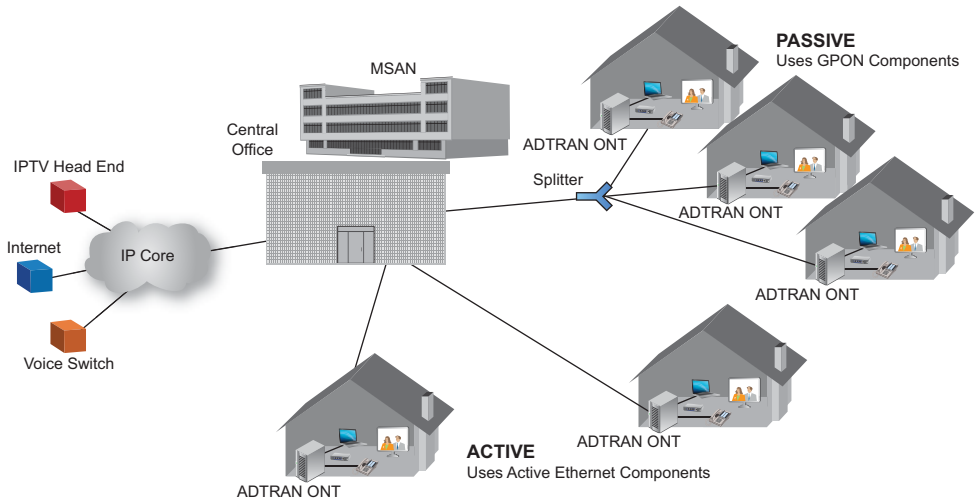 PASSIVE
Uses GPON Components
MSAN
Central
Office
ADTRAN ONT
IPTV Head End
Splitter
ADTRAN ONT
Internet
IP Core
ADTRAN ONT
Voice Switch
ADTRAN ONT
ACTIVE
Uses Active Ethernet Components
ADTRAN ONT